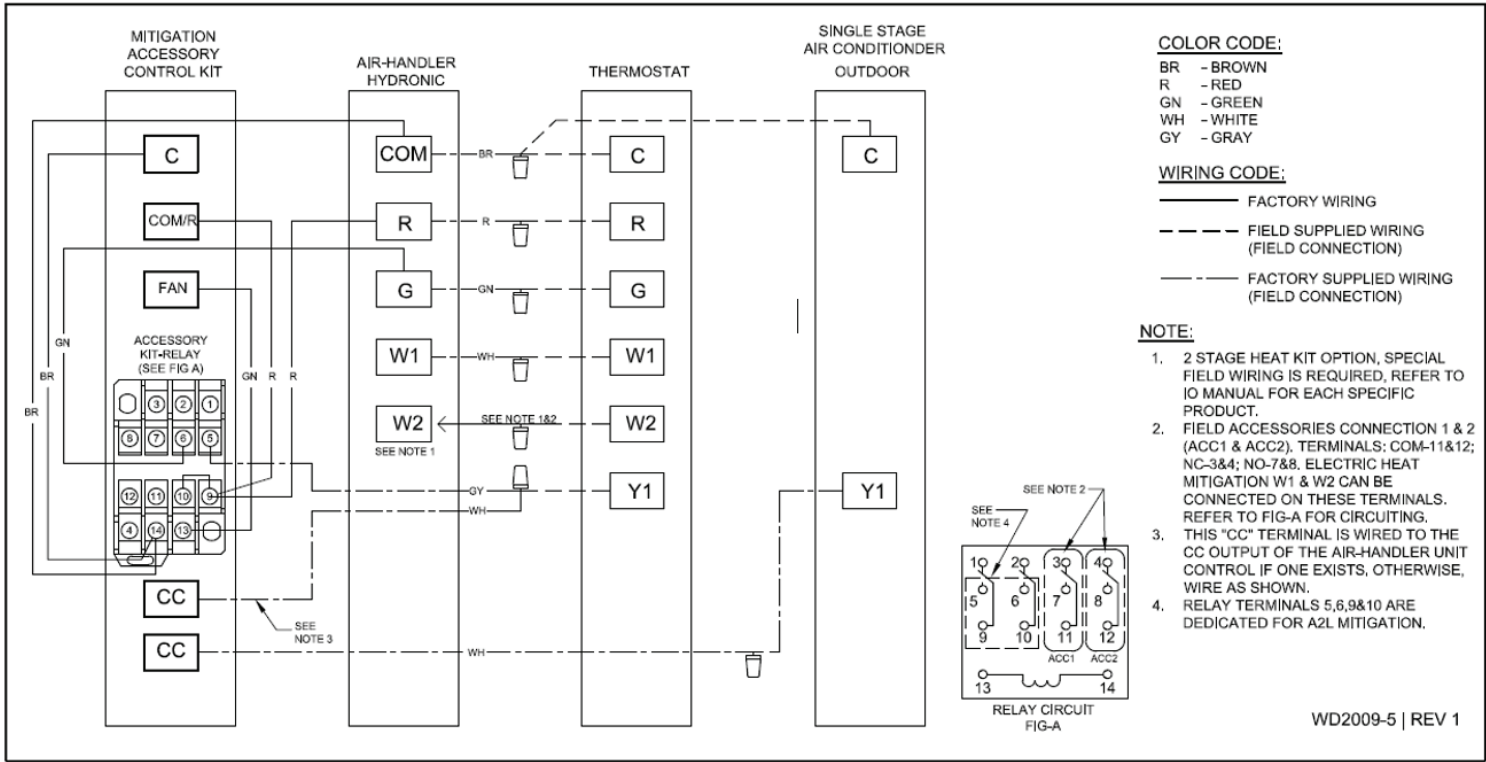 MITIGATION
ACCESSORY
CONTROL KIT
AIR-HANDLER
HYDRONIC
THERMOSTAT
SINGLE STAGE
AIR CONDITIONDER
OUTDOOR
C
COM/R
FAN
ACCESSORY
KIT-RELAY
(SEE FIG A)
3 2 1
8 7 6 5
12 11 10 9
4 14 13
CC
CC
SEE
NOTE 3
GN
BR
BR
GN R R
COM
R
G
W1
W2
SEE NOTE 1
BR
R
GN
WH
SEE NOTE 1&2
GY
WH
WH
C
R
G
W1
W2
Y1
C
Y1
COLOR CODE:
BR - BROWN
R - RED
GN - GREEN
WH - WHITE
GY - GRAY
WIRING CODE:
FACTORY WIRING
FIELD SUPPLIED WIRING
(FIELD CONNECTION)
FACTORY SUPPLIED WIRING
(FIELD CONNECTION)
NOTE:
1. 2 STAGE HEAT KIT OPTION, SPECIAL
FIELD WIRING IS REQUIRED, REFER TO
IO MANUAL FOR EACH SPECIFIC
PRODUCT.
2. FIELD ACCESSORIES CONNECTION 1 & 2
(ACC1 & ACC2), TERMINALS: COM-11&12;
NC-3&4; NO-7&8. ELECTRIC HEAT
MITIGATION W1 & W2 CAN BE
CONNECTED ON THESE TERMINALS.
REFER TO FIG-A FOR CIRCUITING.
3. THIS "CC" TERMINAL IS WIRED TO THE
CC OUTPUT OF THE AIR-HANDLER UNIT
CONTROL IF ONE EXISTS, OTHERWISE,
WIRE AS SHOWN.
4. RELAY TERMINALS 5,6,9&10 ARE
DEDICATED FOR A2L MITIGATION.
SEE NOTE 2
SEE
NOTE 4
1 2 3 4
5 6 7 8
9 10 11 12
ACC1 ACC2
13 14
RELAY CIRCUIT
FIG-A
WD2009-5 | REV 1